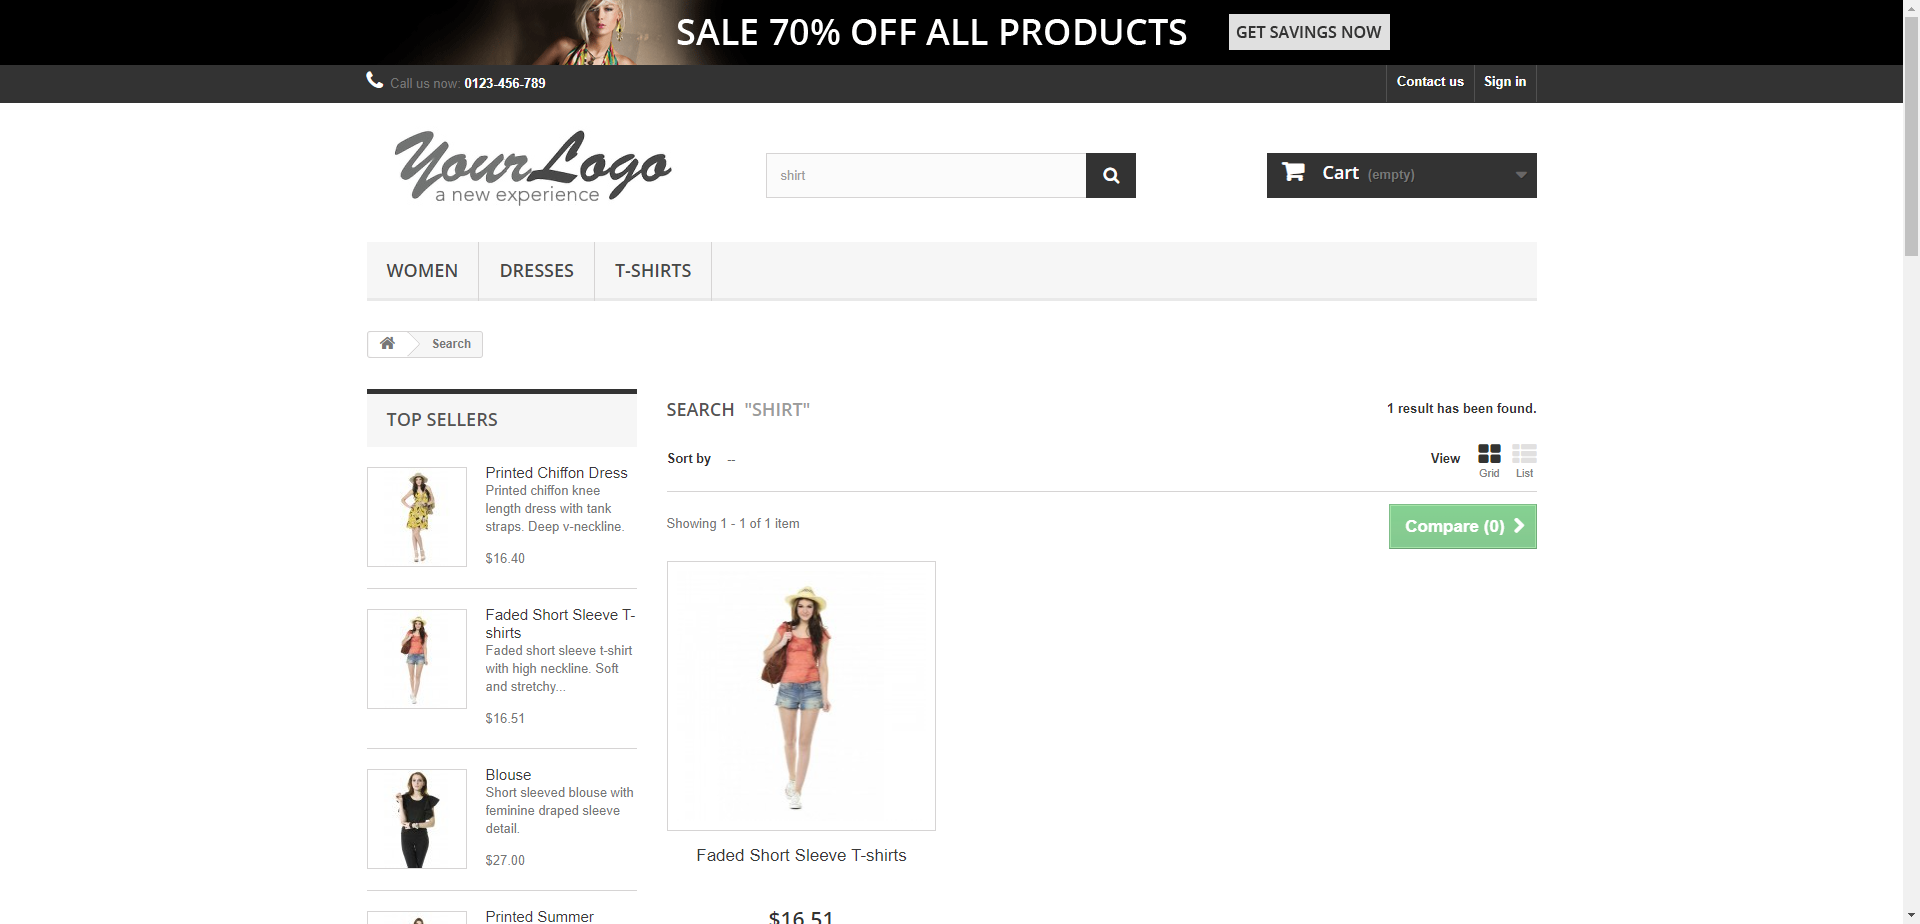 SALE 70% OFF ALL PRODUCTS
GET SAVINGS NOW
Call us now: 0123-456-789
Contact us
Sign in
YourLogo
a new experience
shirt
Cart (empty)
WOMEN
DRESSES
T-SHIRTS
Search
TOP SELLERS
Printed Chiffon Dress
Printed chiffon knee
length dress with tank
straps. Deep v-neckline.
$16.40
Faded Short Sleeve T-
shirts
Faded short sleeve t-shirt
with high neckline. Soft
and stretchy...
$16.51
Blouse
Short sleeved blouse with
feminine draped sleeve
detail.
$27.00
Printed Summer
SEARCH "SHIRT"
1 result has been found.
Sort by --
View
Grid
List
Showing 1 - 1 of 1 item
Compare (0)
Faded Short Sleeve T-shirts
$16.51